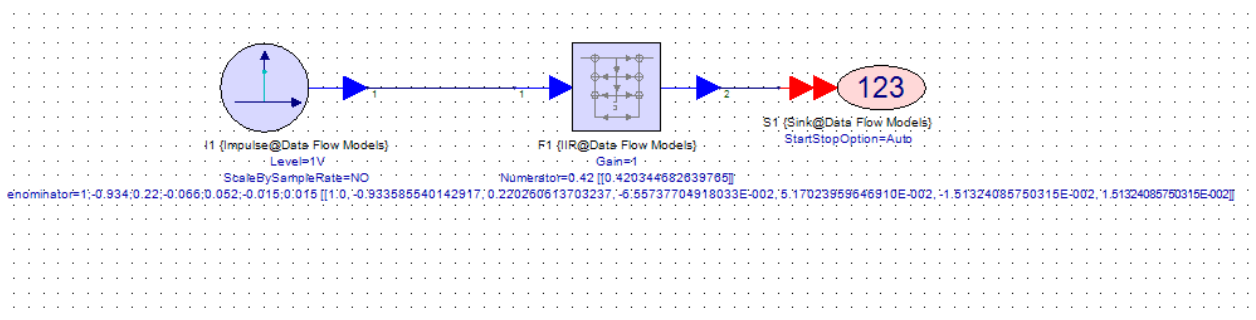 123
1
1
3
2
I1 {Impulse@Data Flow Models}
Level=1V
ScaleBySampleRate=NO
F1 {IIR@Data Flow Models}
Gain=1
Numerator=0.42 [[0.420344682639765]]
S1 {Sink@Data Flow Models}
StartStopOption=Auto
enominator=1;-0.934;0.22;-0.066;0.052;-0.015;0.015 [[1.0, -0.933585540142917, 0.220260613703237, -6.55737704918033E-002, 5.17023959646910E-002, -1.51324085750315E-002, 1.51324085750315E-002]]